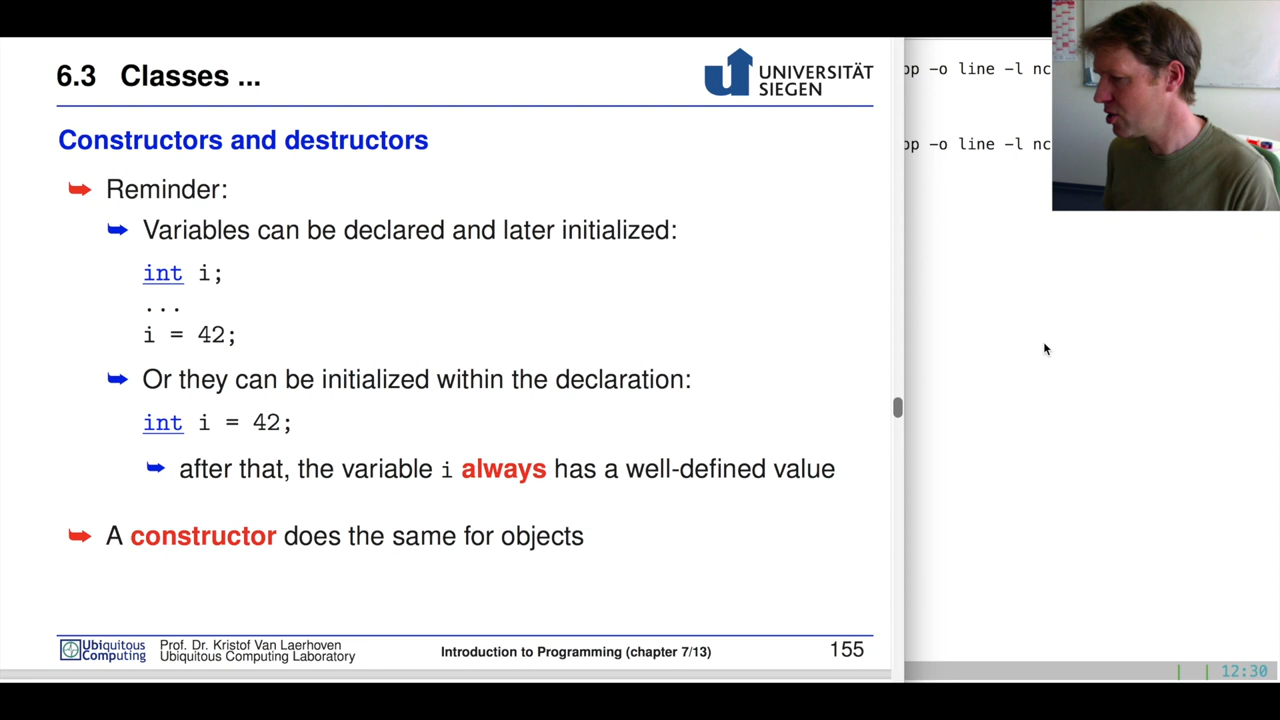 6.3 Classes ...
UNIVERSITÄT
SIEGEN
Constructors and destructors
Reminder:
Variables can be declared and later initialized:
int i;
...
i = 42;
Or they can be initialized within the declaration:
int i = 42;
after that, the variable i always has a well-defined value
A constructor does the same for objects
Ubiquitous
Computing
Prof. Dr. Kristof Van Laerhoven
Ubiquitous Computing Laboratory
Introduction to Programming (chapter 7/13)
155
pp -o line -l nc
pp -o line -l nc
12:30